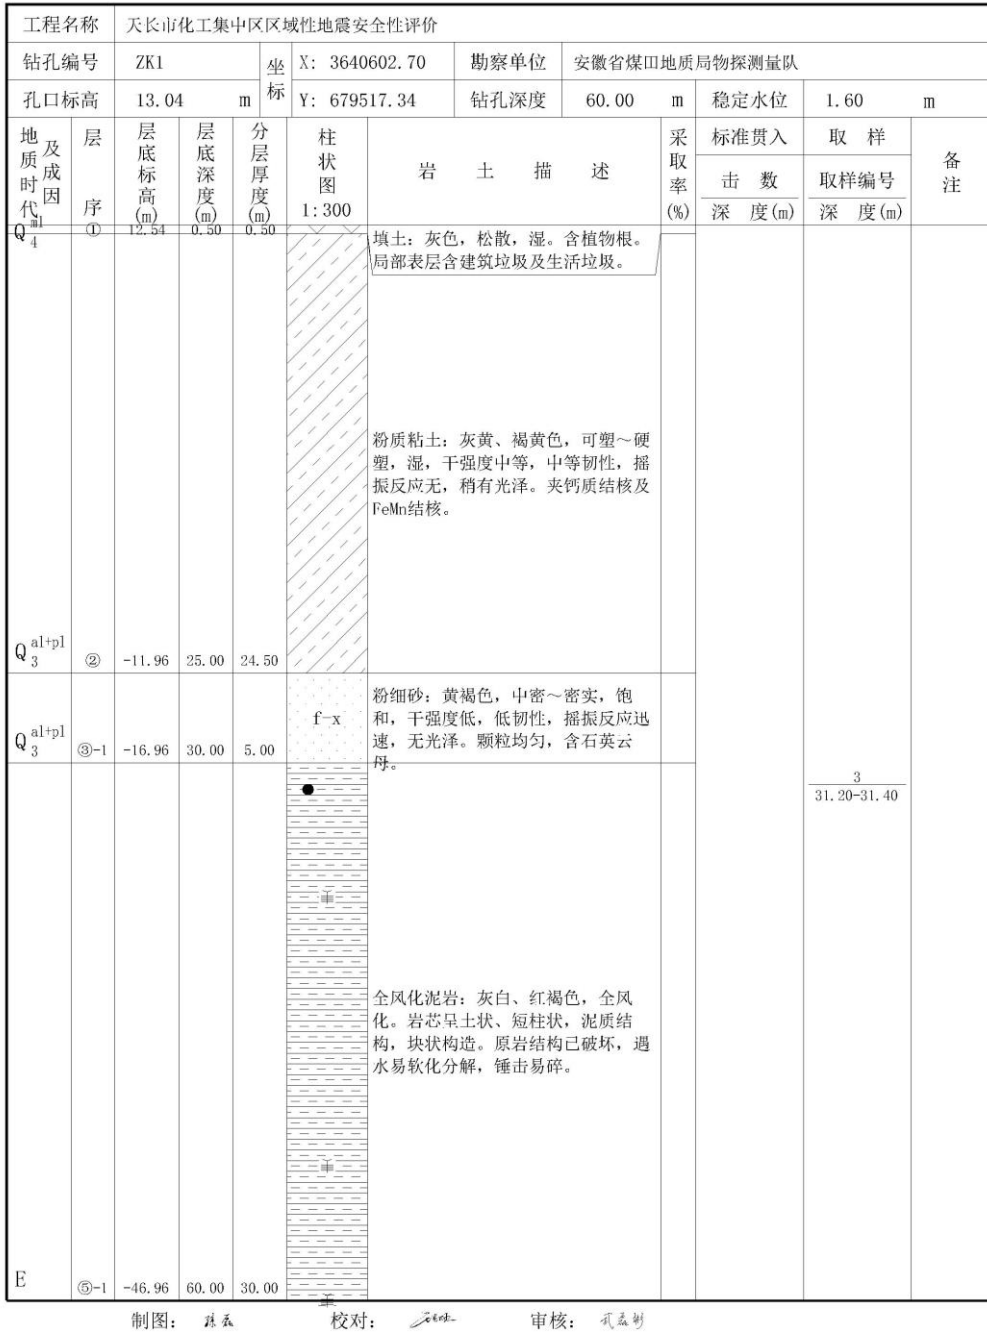 工程名称 天长市化工集中区区域性地震安全性评价
钻孔编号 ZK1 坐标 X: 3640602.70 勘察单位 安徽省煤田地质局物探测量队
孔口标高 13.04 m Y: 679517.34 钻孔深度 60.00 m 稳定水位 1.60 m
地质时代及成因 层序 层底标高(m) 层底深度(m) 分层厚度(m) 柱状图 1:300 岩土描述 采取率(%) 标准贯入 取样 备注
击数 取样编号
深度(m) 深度(m)
Q4ml ① 12.54 0.50 0.50
填土：灰色，松散，湿。含植物根。
局部表层含建筑垃圾及生活垃圾。
粉质粘土：灰黄、褐黄色，可塑～硬
塑，湿，干强度中等，中等韧性，摇
振反应无，稍有光泽。夹钙质结核及
FeMn结核。
Q3al+pl ② -11.96 25.00 24.50
粉细砂：黄褐色，中密～密实，饱
f-x 和，干强度低，低韧性，摇振反应迅
速，无光泽。颗粒均匀，含石英云
母。
Q3al+pl ③-1 -16.96 30.00 5.00
3
31.20-31.40
全风化泥岩：灰白、红褐色，全风
化。岩芯呈土状、短柱状，泥质结
构，块状构造。原岩结构已破坏，遇
水易软化分解，锤击易碎。
E ⑤-1 -46.96 60.00 30.00
制图： 校对： 审核：